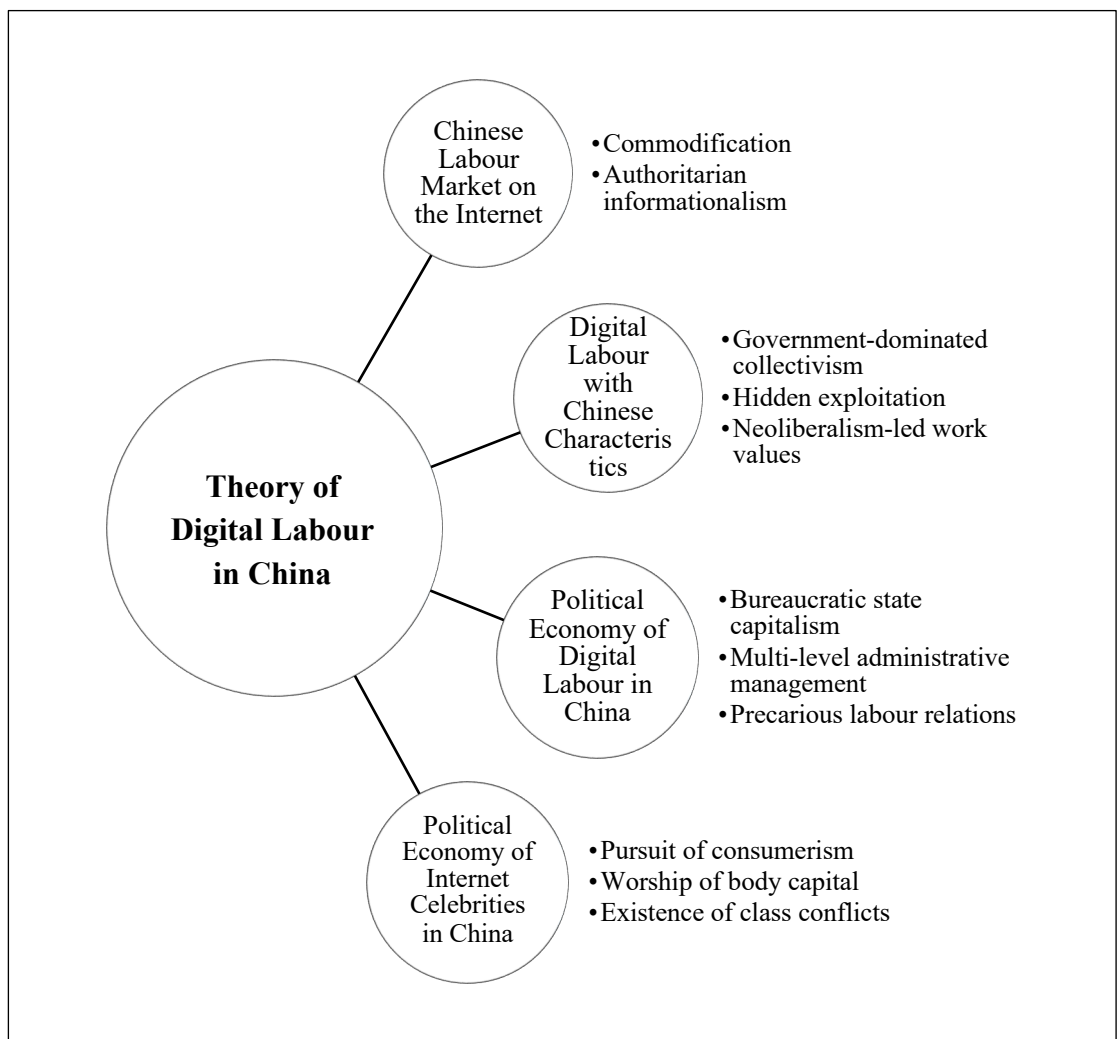 Chinese
Labour
Market on
the Internet
•Commodification
•Authoritarian
informationalism
Digital
Labour
with
Chinese
Characteris
tics
•Government-dominated
collectivism
•Hidden exploitation
•Neoliberalism-led work
values
Theory of
Digital Labour
in China
Political
Economy of
Digital
Labour in
China
•Bureaucratic state
capitalism
•Multi-level administrative
management
•Precarious labour relations
Political
Economy of
Internet
Celebrities
in China
•Pursuit of consumerism
•Worship of body capital
•Existence of class conflicts